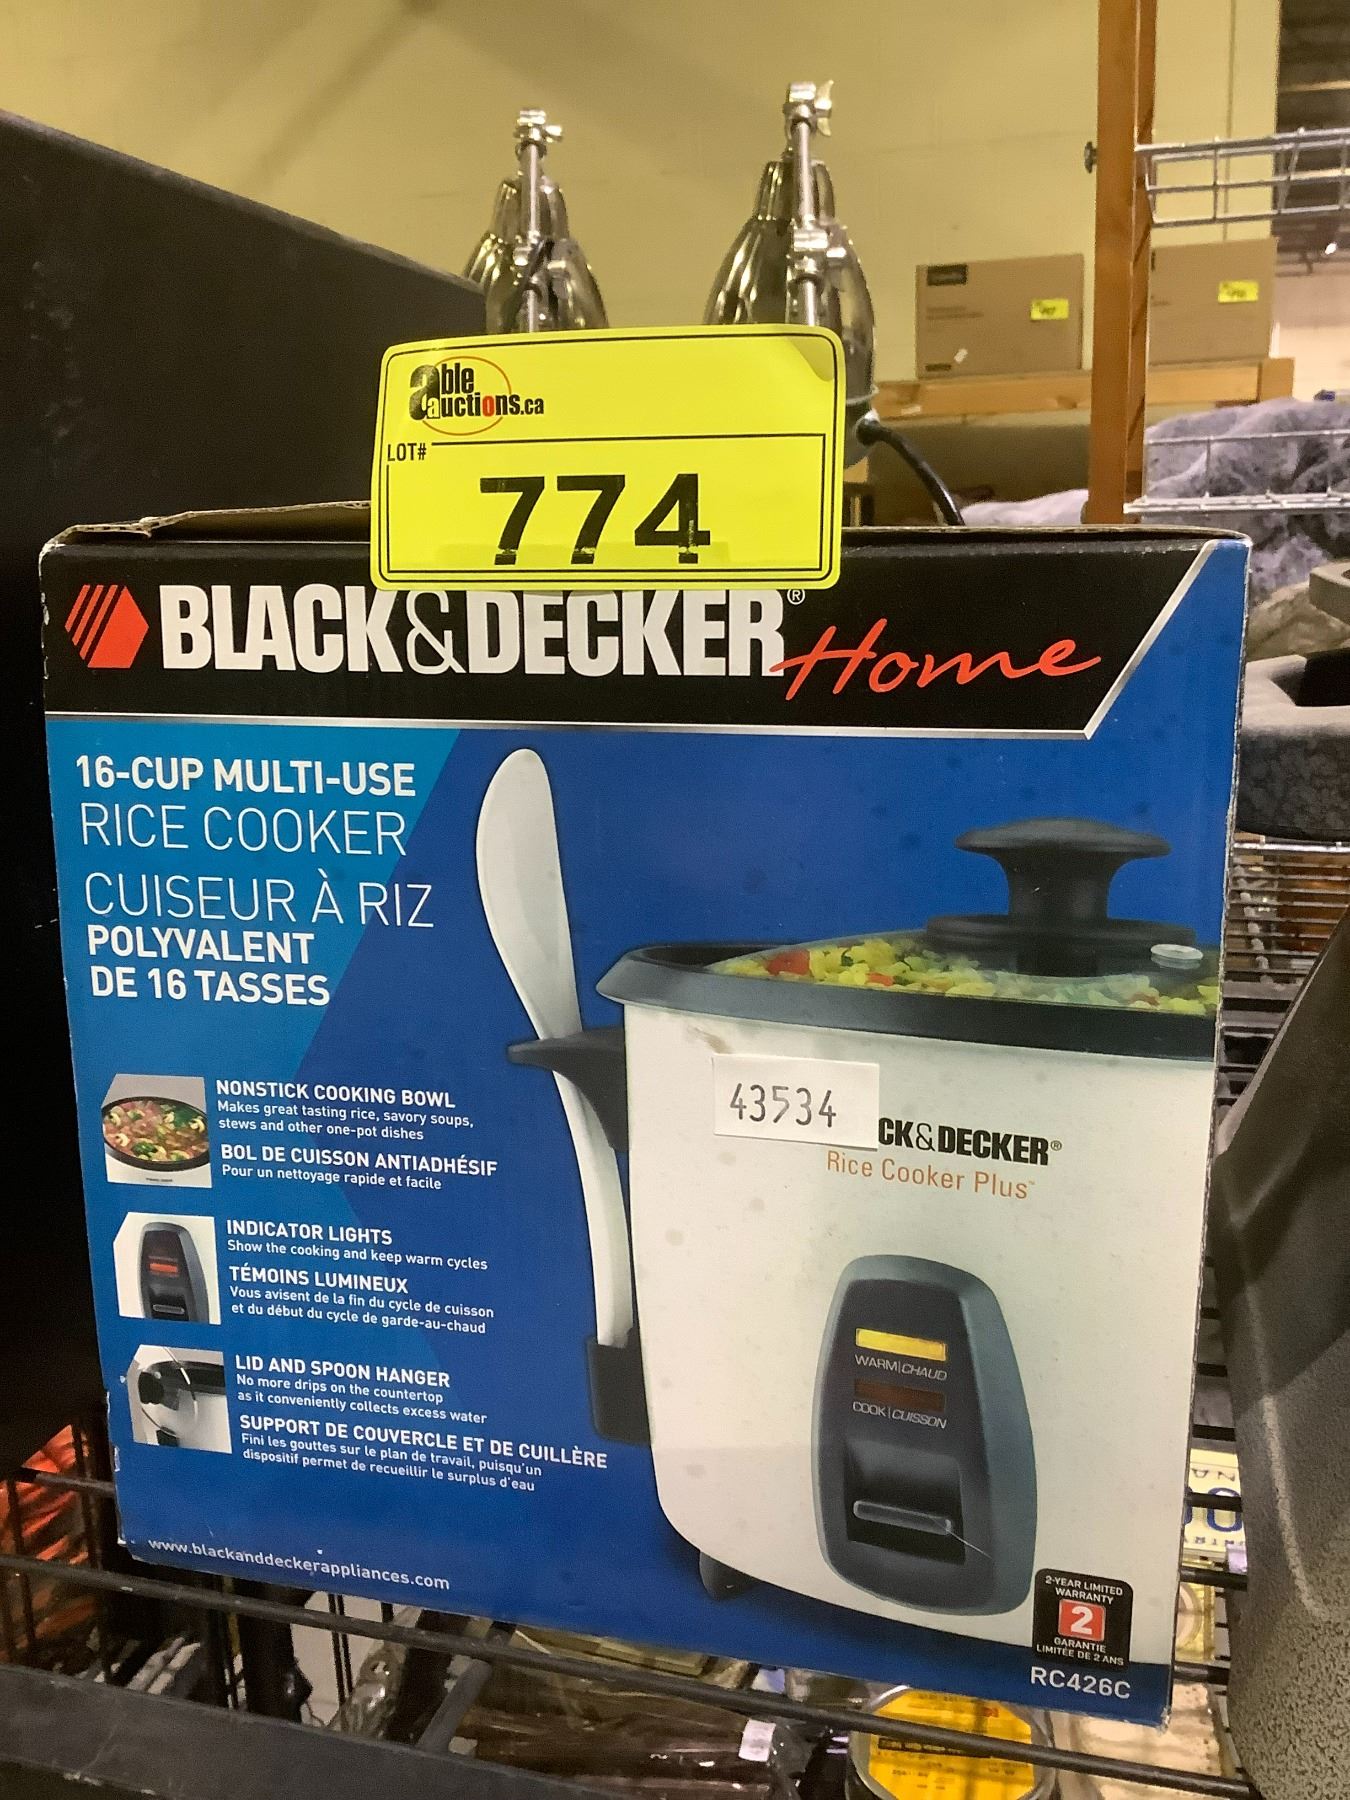 able
auctions.ca
LOT#
774
BLACK&DECKER®
Home
16-CUP MULTI-USE
RICE COOKER
CUISEUR À RIZ
POLYVALENT
DE 16 TASSES
NONSTICK COOKING BOWL
Makes great tasting rice, savory soups,
stews and other one-pot dishes
BOL DE CUISSON ANTIADHÉSIF
Pour un nettoyage rapide et facile
INDICATOR LIGHTS
Show the cooking and keep warm cycles
TÉMOINS LUMINEUX
Vous avisent de la fin du cycle de cuisson
et du début du cycle de garde-au-chaud
LID AND SPOON HANGER
No more drips on the countertop
as it conveniently collects excess water
SUPPORT DE COUVERCLE ET DE CUILLÈRE
Fini les gouttes sur le plan de travail, puisqu'un
dispositif permet de recueillir le surplus d'eau
www.blackanddeckerappliances.com
43534
CK&DECKER®
Rice Cooker Plus™
WARM|CHAUD
COOK|CUISSON
2-YEAR LIMITED
WARRANTY
2
GARANTIE
LIMITÉE DE 2 ANS
RC426C